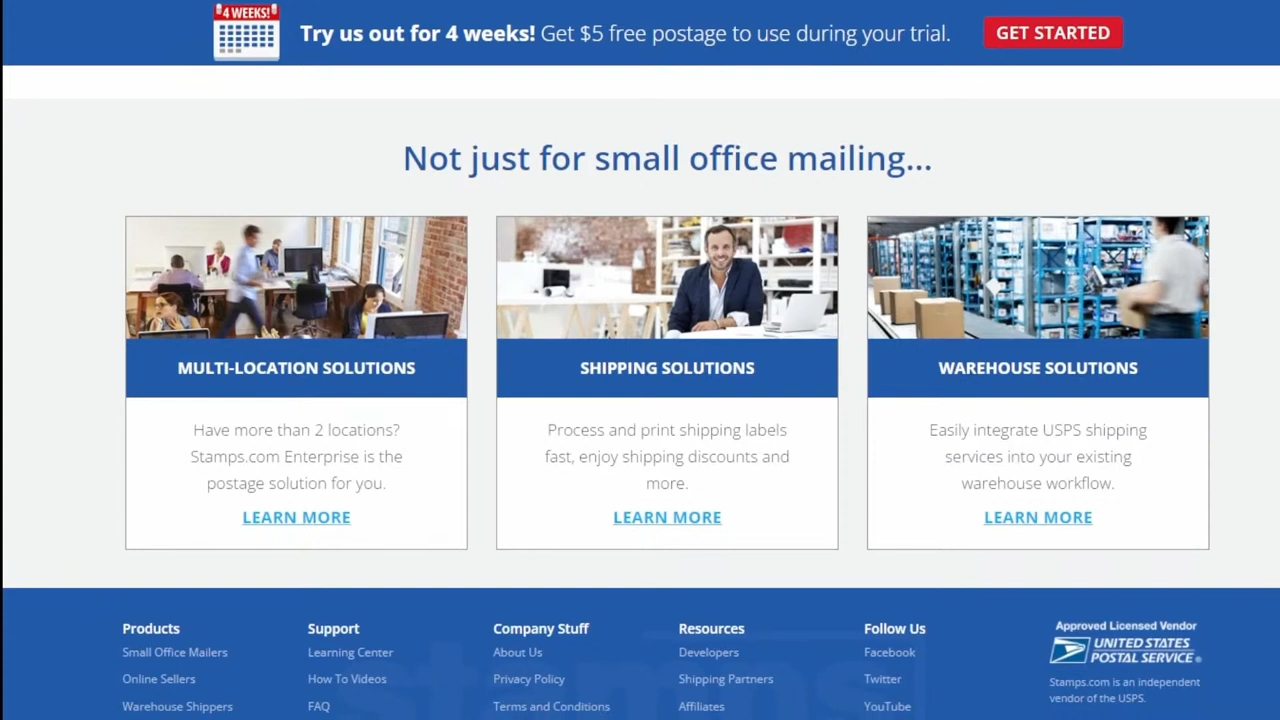 4 WEEKS!
Try us out for 4 weeks! Get $5 free postage to use during your trial.
GET STARTED
Not just for small office mailing...
MULTI-LOCATION SOLUTIONS
Have more than 2 locations?
Stamps.com Enterprise is the
postage solution for you.
LEARN MORE
SHIPPING SOLUTIONS
Process and print shipping labels
fast, enjoy shipping discounts and
more.
LEARN MORE
WAREHOUSE SOLUTIONS
Easily integrate USPS shipping
services into your existing
warehouse workflow.
LEARN MORE
Products
Small Office Mailers
Online Sellers
Warehouse Shippers
Support
Learning Center
How To Videos
FAQ
Company Stuff
About Us
Privacy Policy
Terms and Conditions
Resources
Developers
Shipping Partners
Affiliates
Follow Us
Facebook
Twitter
YouTube
Approved Licensed Vendor
UNITED STATES
POSTAL SERVICE®
Stamps.com is an independent
vendor of the USPS.